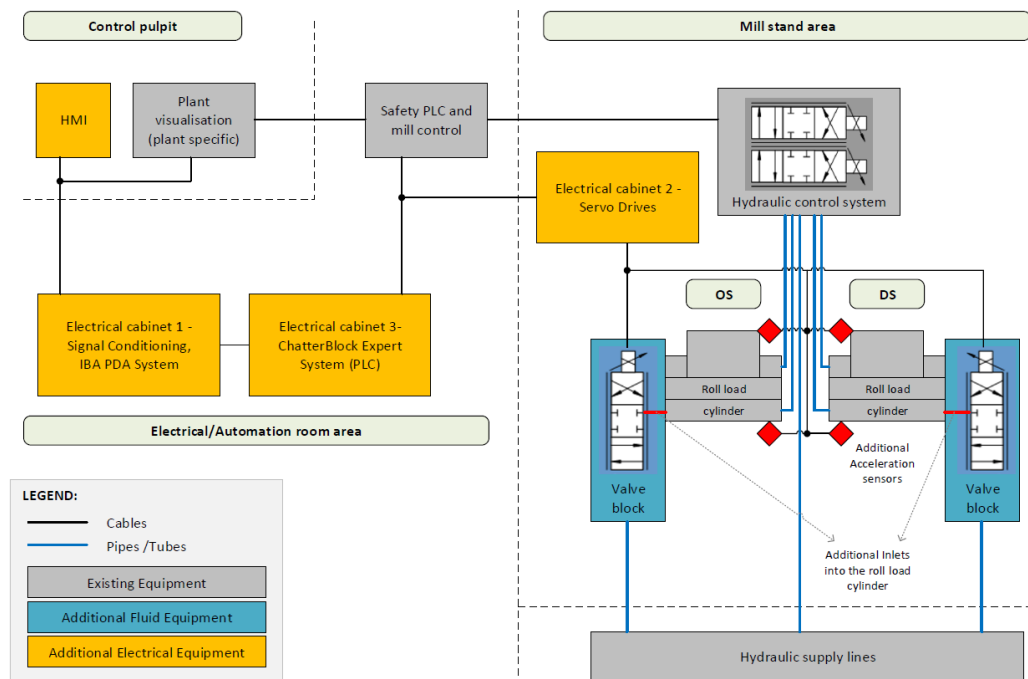 Control pulpit
Mill stand area
HMI
Plant
visualisation
(plant specific)
Safety PLC and
mill control
Hydraulic control system
Electrical cabinet 2 -
Servo Drives
OS
DS
Electrical cabinet 1 -
Signal Conditioning,
IBA PDA System
Electrical cabinet 3-
ChatterBlock Expert
System (PLC)
Roll load
cylinder
Roll load
cylinder
Electrical/Automation room area
Additional
Acceleration
sensors
Valve
block
Valve
block
LEGEND:
Cables
Pipes /Tubes
Existing Equipment
Additional Fluid Equipment
Additional Electrical Equipment
Additional Inlets
into the roll load
cylinder
Hydraulic supply lines